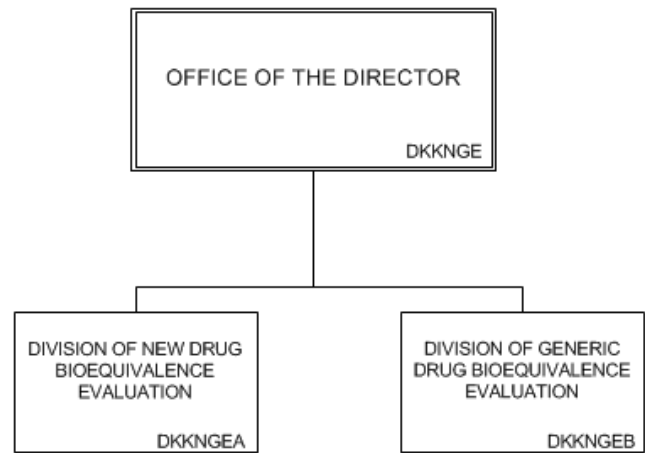 OFFICE OF THE DIRECTOR
DKKNGE
DIVISION OF NEW DRUG
BIOEQUIVALENCE
EVALUATION
DKKNGEA
DIVISION OF GENERIC
DRUG BIOEQUIVALENCE
EVALUATION
DKKNGEB